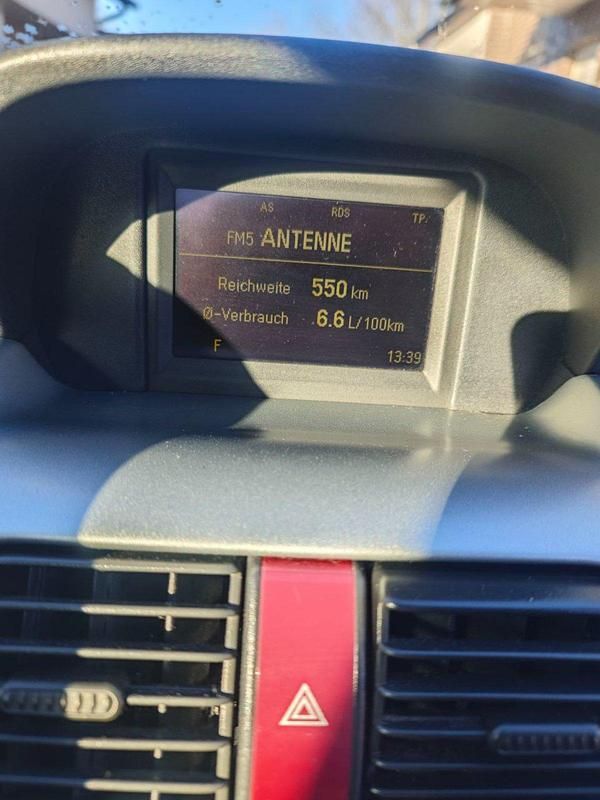 AS RDS TP
FM5 ANTENNE
Reichweite 550 km
Ø-Verbrauch 6.6 L/100km
F 13:39